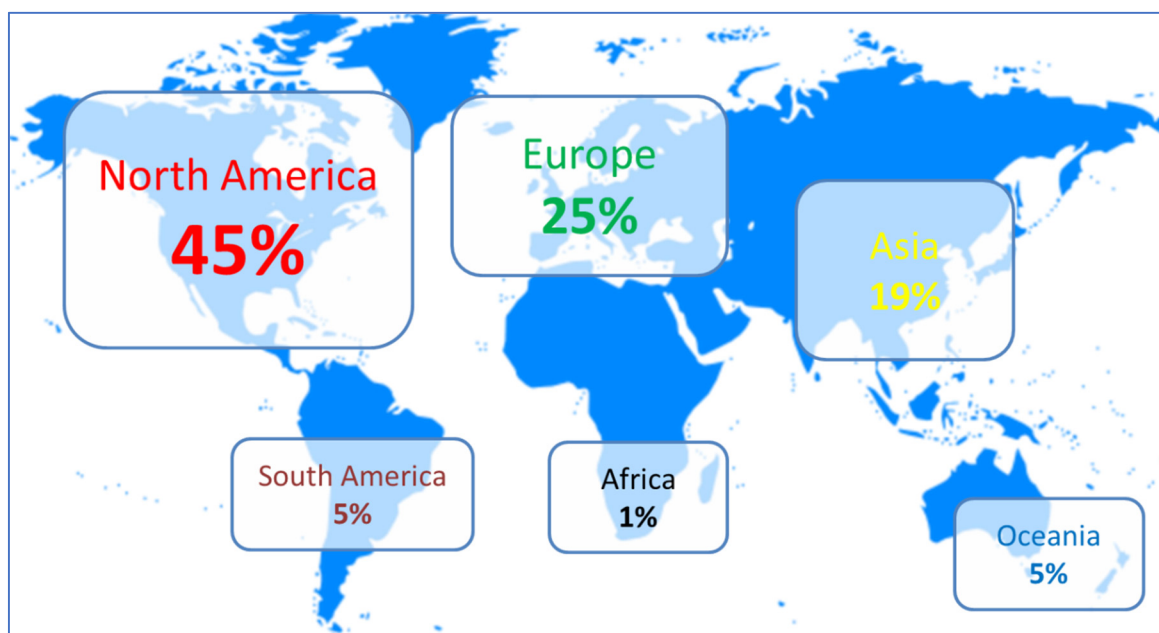 North America
45%
Europe
25%
Asia
19%
South America
5%
Africa
1%
Oceania
5%